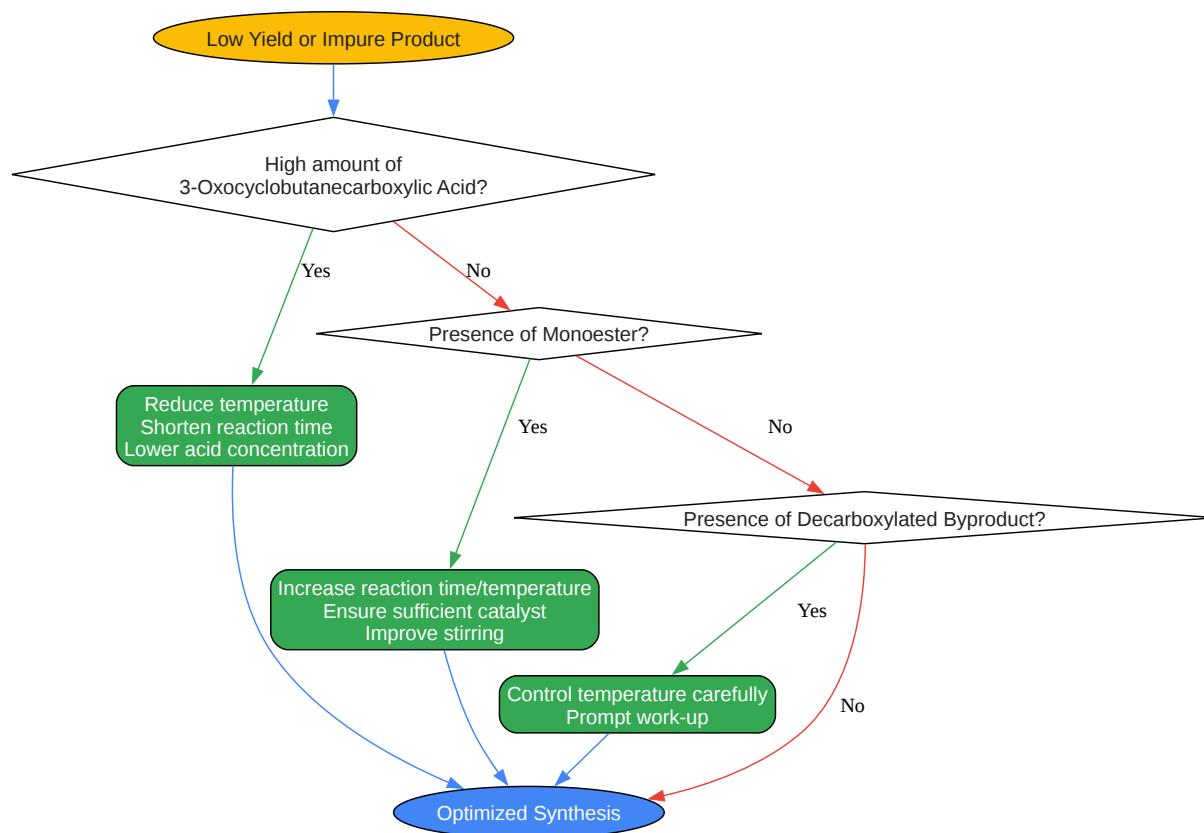 Low Yield or Impure Product
High amount of
3-Oxocyclobutanecarboxylic Acid?
Yes
No
Presence of Monoester?
Reduce temperature
Shorten reaction time
Lower acid concentration
Yes
No
Presence of Decarboxylated Byproduct?
Increase reaction time/temperature
Ensure sufficient catalyst
Improve stirring
Yes
Control temperature carefully
Prompt work-up
No
Optimized Synthesis